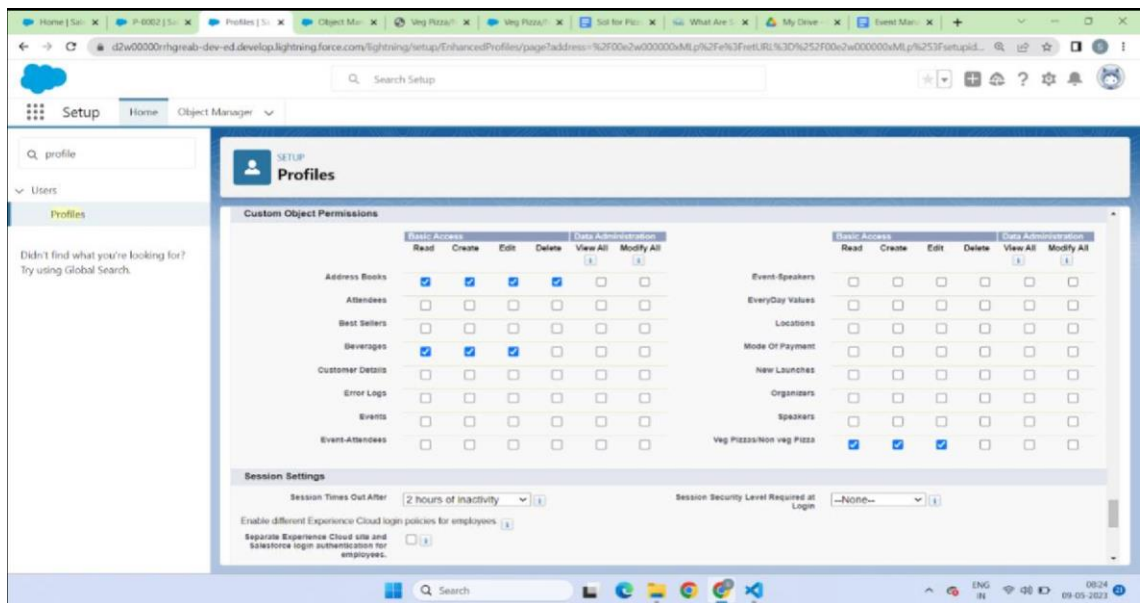 Home | Sale
P-0002 | Sal
Profiles | S
Object Man
Veg Pizza/
Veg Pizza/
Sol for Pizz
What Are S
My Drive -
Event Mana
d2w00000rrhgreab-dev-ed.develop.lightning.force.com/lightning/setup/EnhancedProfiles/page?address=%2F00e2w000000xMLp%2Fe%3FretURL%3D%252F00e2w000000xMLp%253Fsetupid...
Search Setup
Setup Home Object Manager
profile
Users
Profiles
Didn't find what you're looking for?
Try using Global Search.
SETUP
Profiles
Custom Object Permissions
Basic Access Data Administration Basic Access Data Administration
Read Create Edit Delete View All Modify All Read Create Edit Delete View All Modify All
Address Books Event-Speakers
Attendees EveryDay Values
Best Sellers Locations
Beverages Mode Of Payment
Customer Details New Launches
Error Logs Organizers
Events Speakers
Event-Attendees Veg Pizzas/Non veg Pizza
Session Settings
Session Times Out After 2 hours of inactivity Session Security Level Required at
Login --None--
Enable different Experience Cloud login policies for employees
Separate Experience Cloud site and
Salesforce login authentication for
employees.
Search
ENG
IN
08:24
09-05-2023